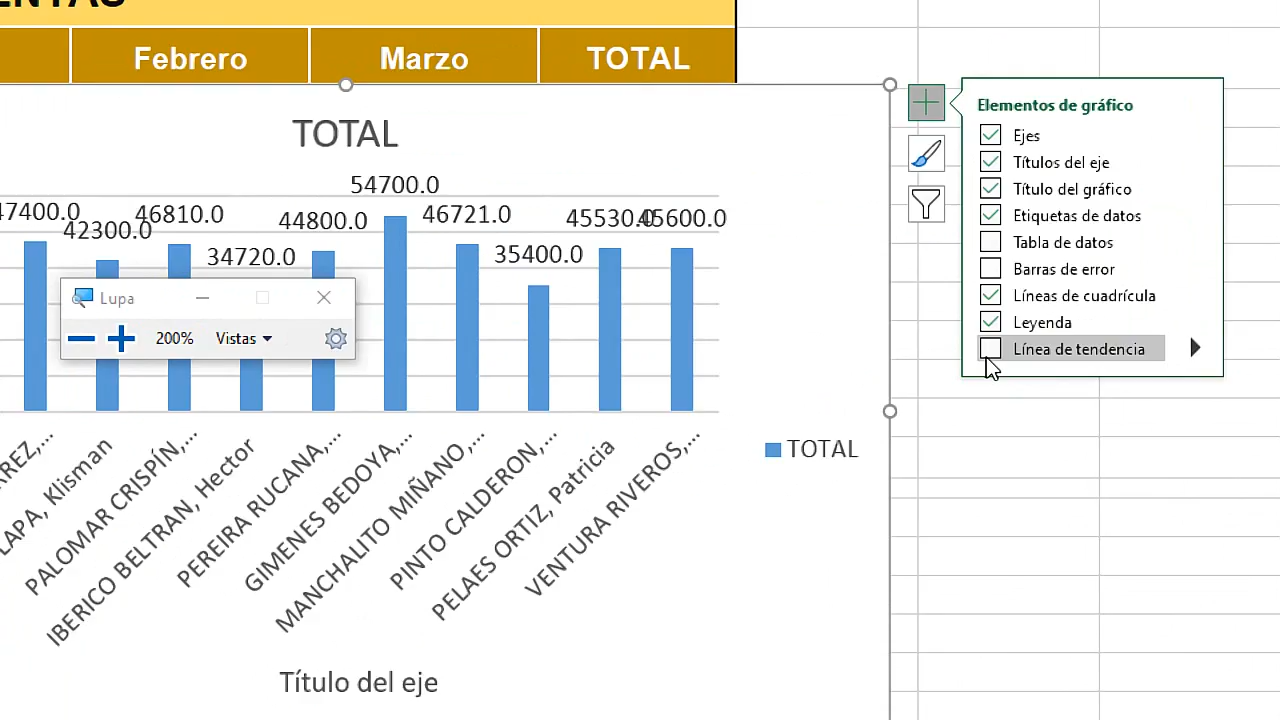 Febrero Marzo TOTAL
TOTAL
54700.0
46810.0 44800.0 46721.0 45530.0 45600.0
42300.0
34720.0 35400.0
Lupa
200% Vistas
LAPA, Klisman
PALOMAR CRISPÍN,...
IBERICO BELTRAN, Hector
PEREIRA RUCANA,...
GIMENES BEDOYA,...
MANCHALITO MIÑANO,...
PINTO CALDERON,...
PELAES ORTIZ, Patricia
VENTURA RIVEROS,...
TOTAL
Título del eje
Elementos de gráfico
Ejes
Títulos del eje
Título del gráfico
Etiquetas de datos
Tabla de datos
Barras de error
Líneas de cuadrícula
Leyenda
Línea de tendencia